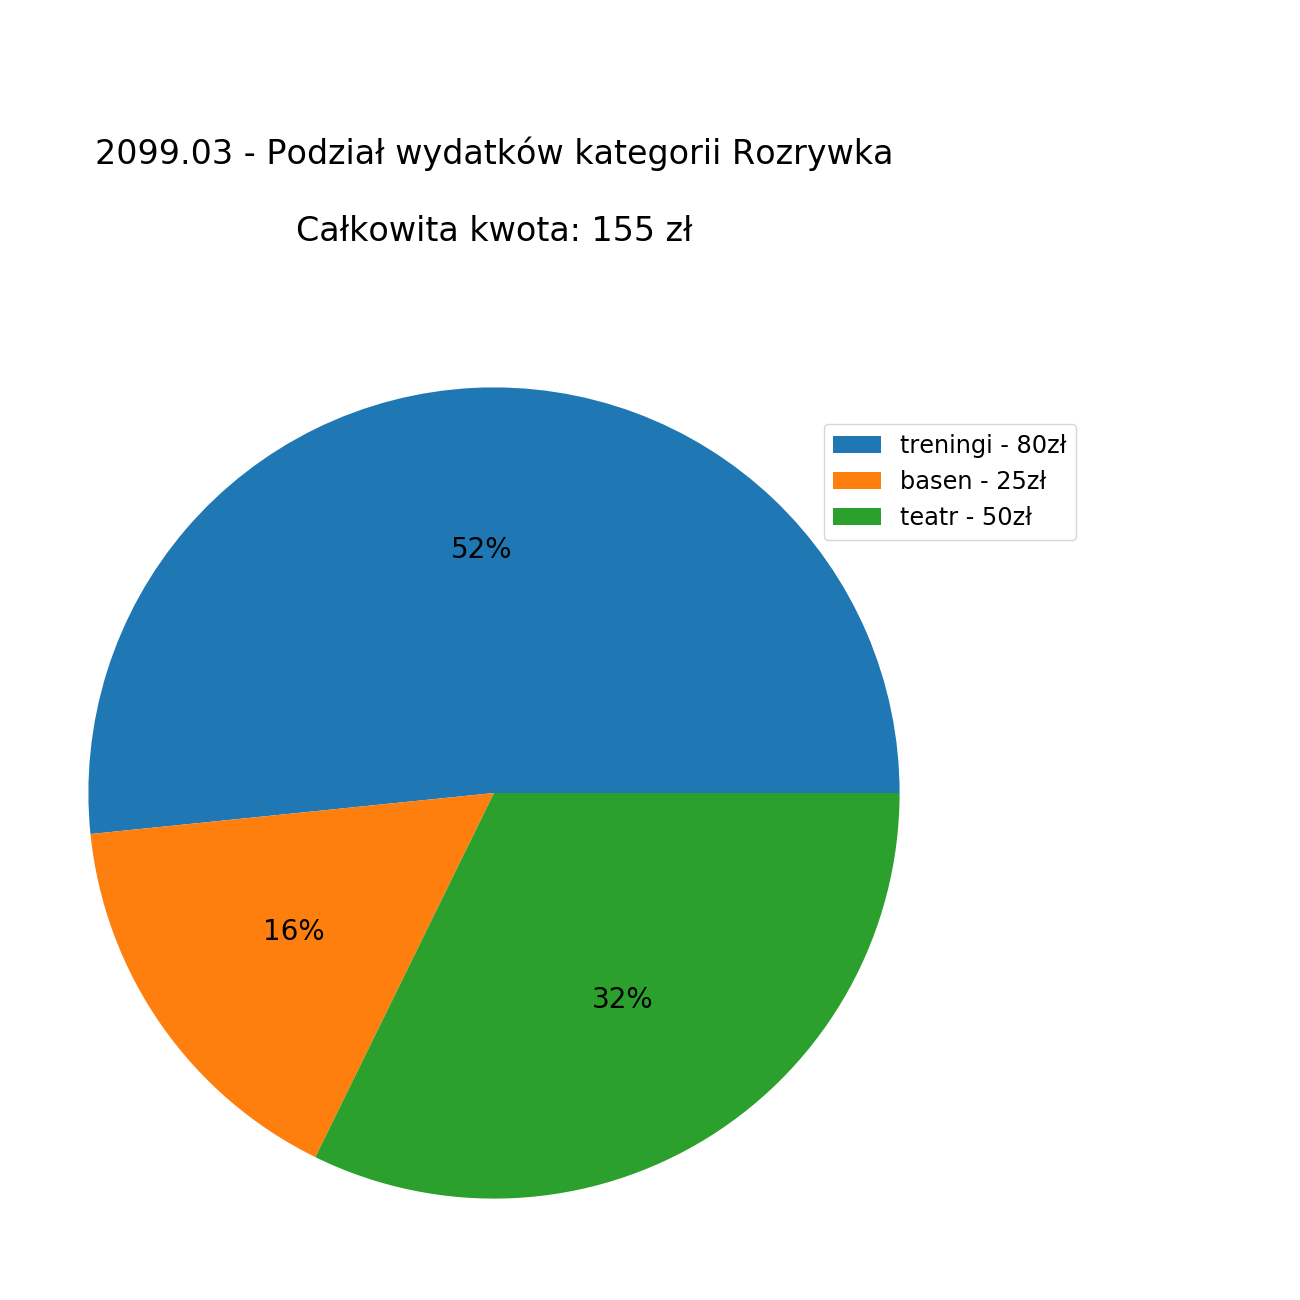 2099.03 - Podział wydatków kategorii Rozrywka
Całkowita kwota: 155 zł
treningi - 80zł
basen - 25zł
teatr - 50zł
52%
16%
32%